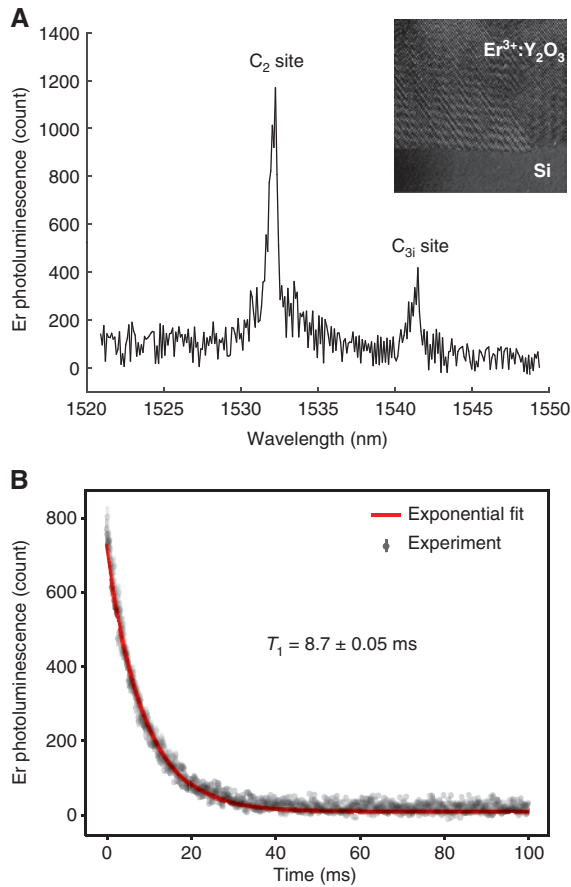 A
1400
1200
1000
800
600
400
200
0
Er photoluminescence (count)
C2 site
C3i site
Er3+:Y2O3
Si
1520 1525 1530 1535 1540 1545 1550
Wavelength (nm)
B
800
600
400
200
0
Er photoluminescence (count)
Exponential fit
Experiment
T1 = 8.7 ± 0.05 ms
0 20 40 60 80 100
Time (ms)